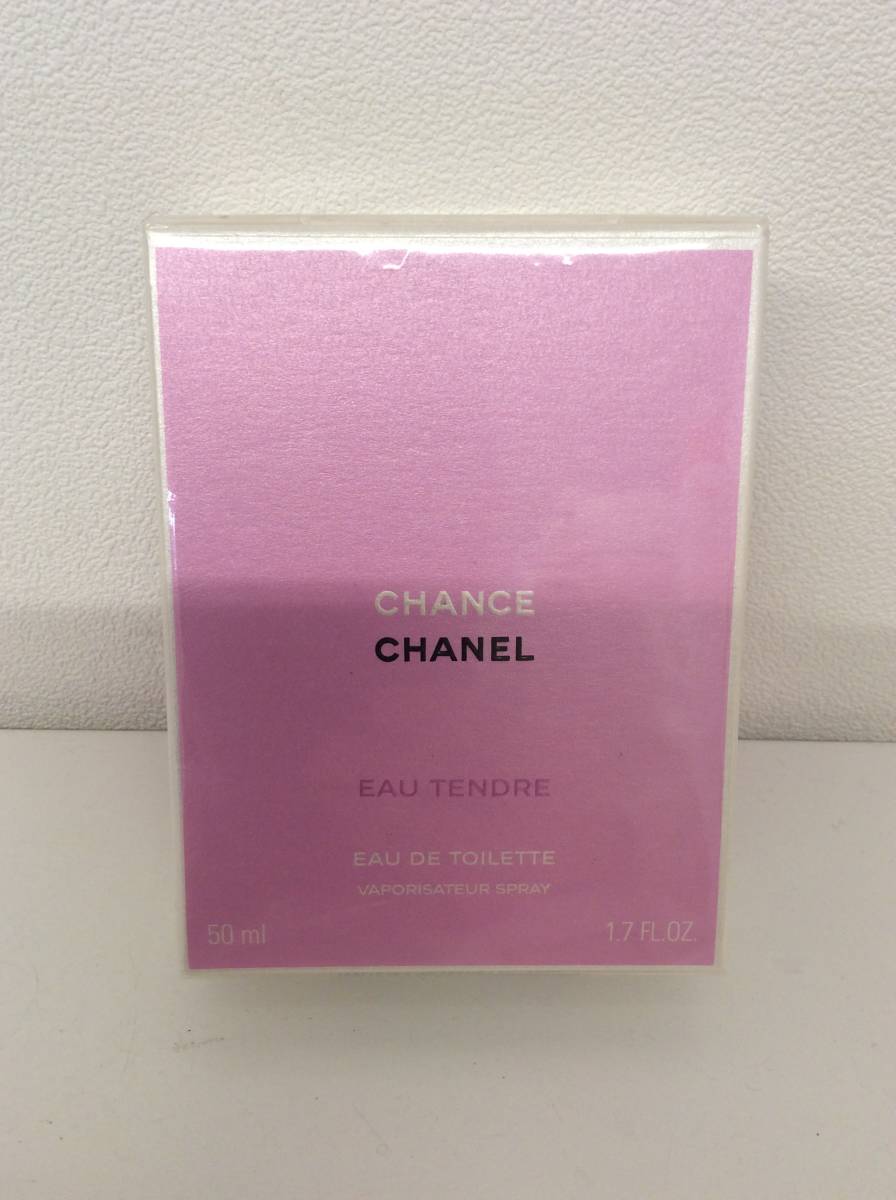 CHANCE
CHANEL
EAU TENDRE
EAU DE TOILETTE
VAPORISATEUR SPRAY
50 ml 1.7 FL.OZ.